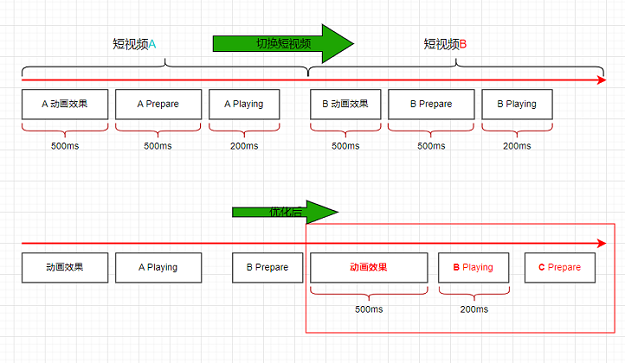 短视频A
切换短视频
短视频B
A 动画效果
A Prepare
A Playing
B 动画效果
B Prepare
B Playing
500ms
500ms
200ms
500ms
500ms
200ms
优化后
动画效果
A Playing
B Prepare
动画效果
B Playing
C Prepare
500ms
200ms